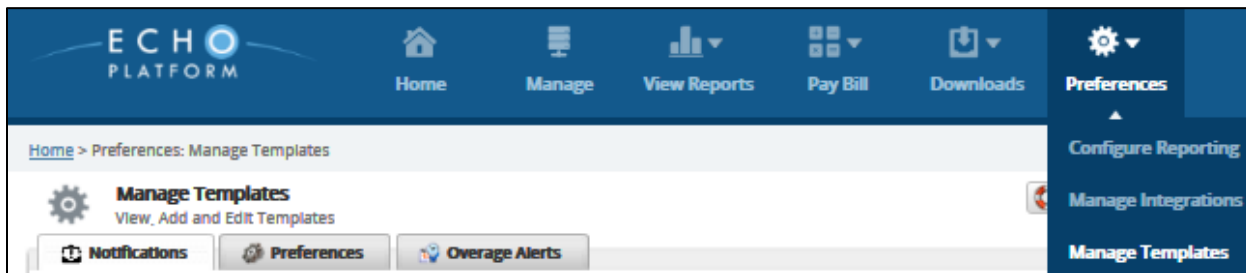 ECHO
PLATFORM
Home
Manage
View Reports
Pay Bill
Downloads
Preferences
Home > Preferences: Manage Templates
Configure Reporting
Manage Templates
View, Add and Edit Templates
Manage Integrations
Notifications
Preferences
Overage Alerts
Manage Templates